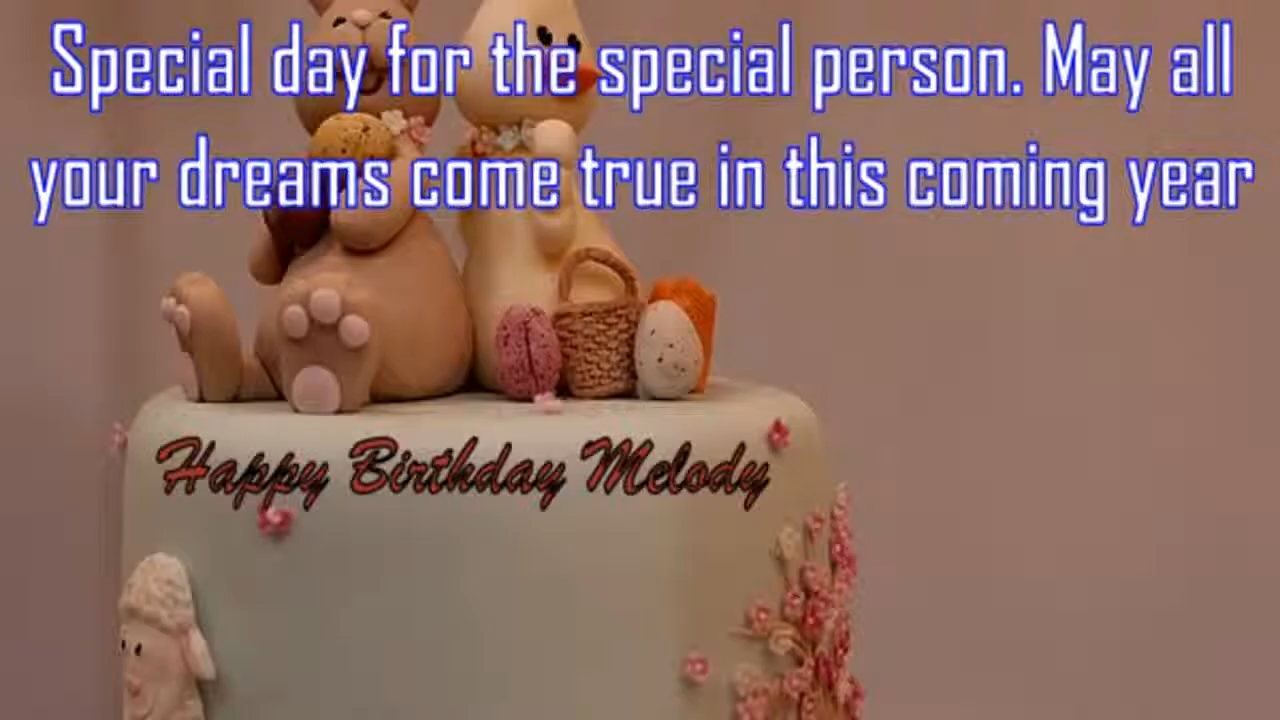 Special day for the special person. May all
your dreams come true in this coming year
Happy Birthday Melody